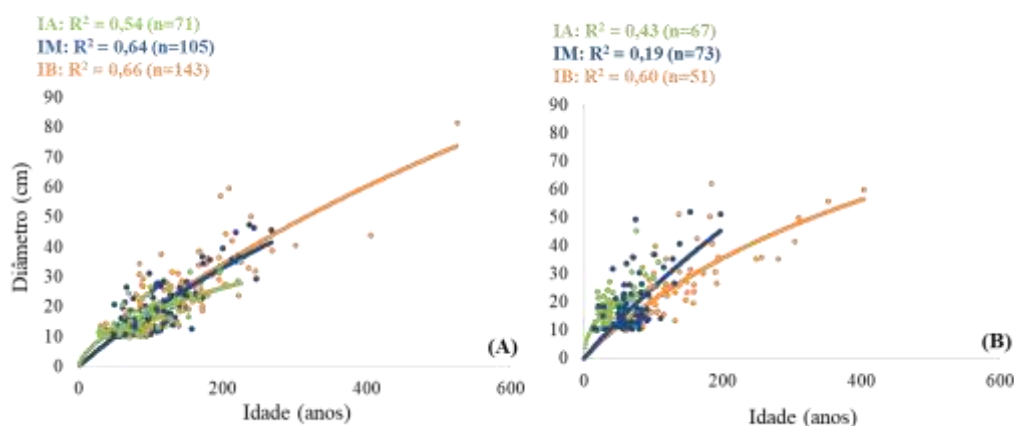 IA: R² = 0,54 (n=71)
IM: R² = 0,64 (n=105)
IB: R² = 0,66 (n=143)
90
80
70
60
50
40
30
20
10
0
Diâmetro (cm)
0 200 400 600
Idade (anos)
(A)
IA: R² = 0,43 (n=67)
IM: R² = 0,19 (n=73)
IB: R² = 0,60 (n=51)
90
80
70
60
50
40
30
20
10
0
0 200 400 600
Idade (anos)
(B)